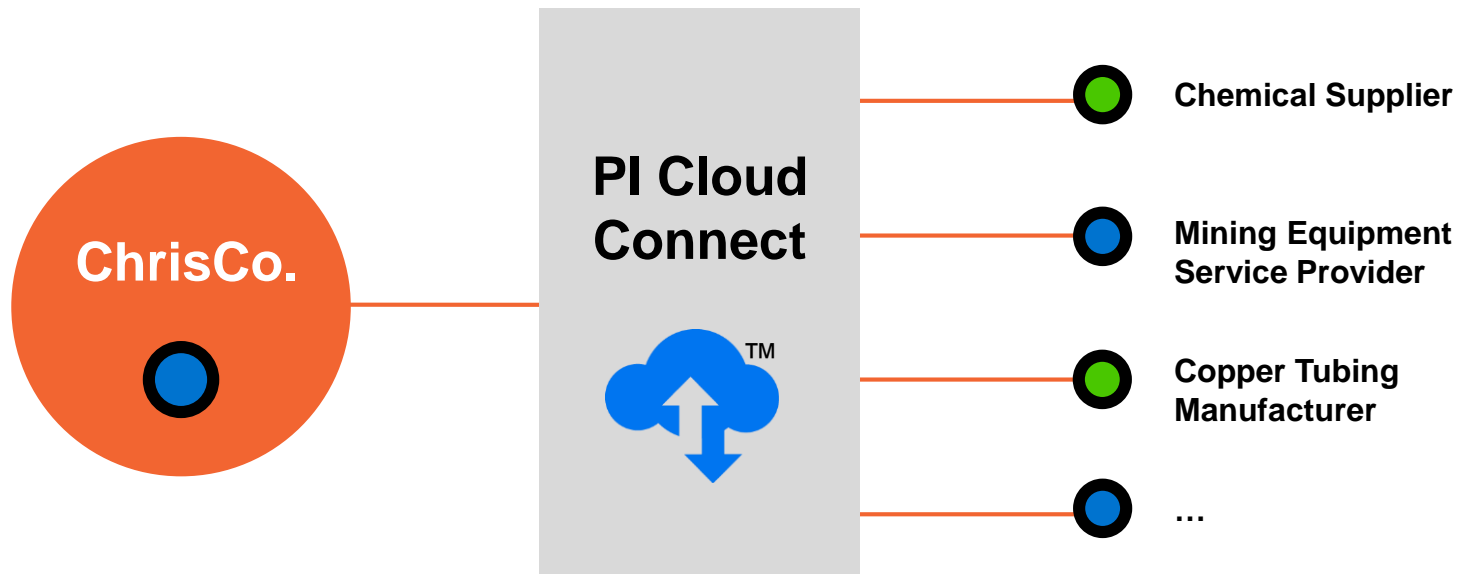 ChrisCo.
PI Cloud
Connect
TM
Chemical Supplier
Mining Equipment
Service Provider
Copper Tubing
Manufacturer
…